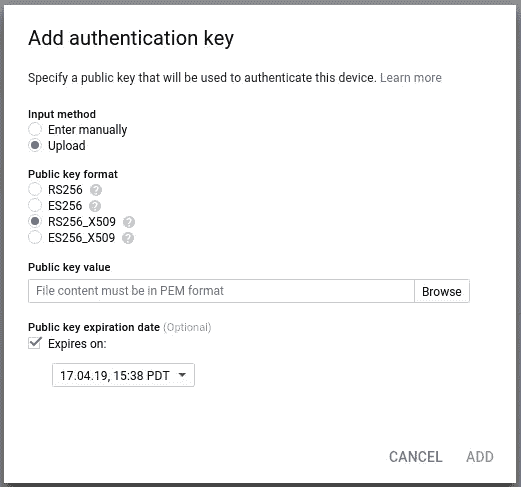 Add authentication key
Specify a public key that will be used to authenticate this device. Learn more
Input method
Enter manually
Upload
Public key format
RS256 ?
ES256 ?
RS256_X509 ?
ES256_X509 ?
Public key value
File content must be in PEM format Browse
Public key expiration date (Optional)
Expires on:
17.04.19, 15:38 PDT
CANCEL ADD